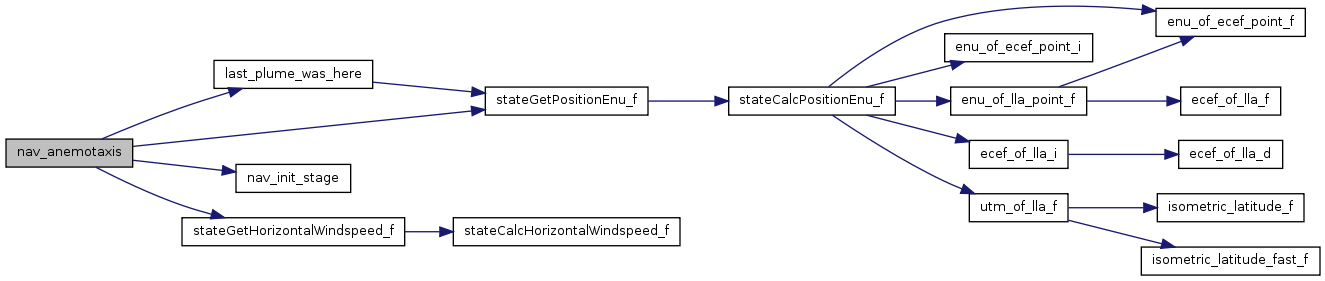 nav_anemotaxis
last_plume_was_here
nav_init_stage
stateGetHorizontalWindspeed_f
stateGetPositionEnu_f
stateCalcHorizontalWindspeed_f
stateCalcPositionEnu_f
enu_of_ecef_point_i
enu_of_lla_point_f
ecef_of_lla_i
utm_of_lla_f
enu_of_ecef_point_f
ecef_of_lla_f
ecef_of_lla_d
isometric_latitude_f
isometric_latitude_fast_f